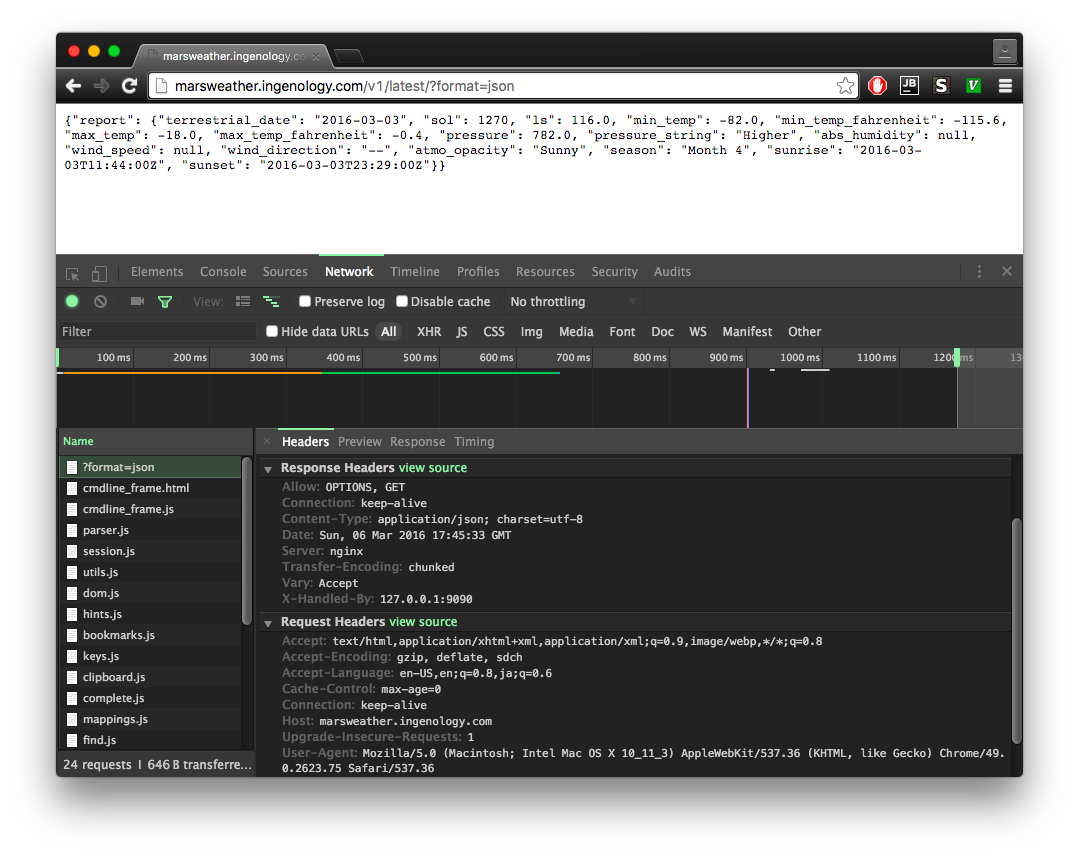 marsweather.ingenology.co
marsweather.ingenology.com/v1/latest/?format=json
JB
S
V
{"report": {"terrestrial_date": "2016-03-03", "sol": 1270, "ls": 116.0, "min_temp": -82.0, "min_temp_fahrenheit": -115.6,
"max_temp": -18.0, "max_temp_fahrenheit": -0.4, "pressure": 782.0, "pressure_string": "Higher", "abs_humidity": null,
"wind_speed": null, "wind_direction": "--", "atmo_opacity": "Sunny", "season": "Month 4", "sunrise": "2016-03-
03T11:44:00Z", "sunset": "2016-03-03T23:29:00Z"}}
Elements Console Sources Network Timeline Profiles Resources Security Audits
View: Preserve log Disable cache No throttling
Filter Hide data URLs All XHR JS CSS Img Media Font Doc WS Manifest Other
100 ms 200 ms 300 ms 400 ms 500 ms 600 ms 700 ms 800 ms 900 ms 1000 ms 1100 ms 1200 ms
Name
?format=json
cmdline_frame.html
cmdline_frame.js
parser.js
session.js
utils.js
dom.js
hints.js
bookmarks.js
keys.js
clipboard.js
complete.js
mappings.js
find.js
24 requests | 646 B transferre...
Headers Preview Response Timing
Response Headers view source
Allow: OPTIONS, GET
Connection: keep-alive
Content-Type: application/json; charset=utf-8
Date: Sun, 06 Mar 2016 17:45:33 GMT
Server: nginx
Transfer-Encoding: chunked
Vary: Accept
X-Handled-By: 127.0.0.1:9090
Request Headers view source
Accept: text/html,application/xhtml+xml,application/xml;q=0.9,image/webp,*/*;q=0.8
Accept-Encoding: gzip, deflate, sdch
Accept-Language: en-US,en;q=0.8,ja;q=0.6
Cache-Control: max-age=0
Connection: keep-alive
Host: marsweather.ingenology.com
Upgrade-Insecure-Requests: 1
User-Agent: Mozilla/5.0 (Macintosh; Intel Mac OS X 10_11_3) AppleWebKit/537.36 (KHTML, like Gecko) Chrome/49.
0.2623.75 Safari/537.36